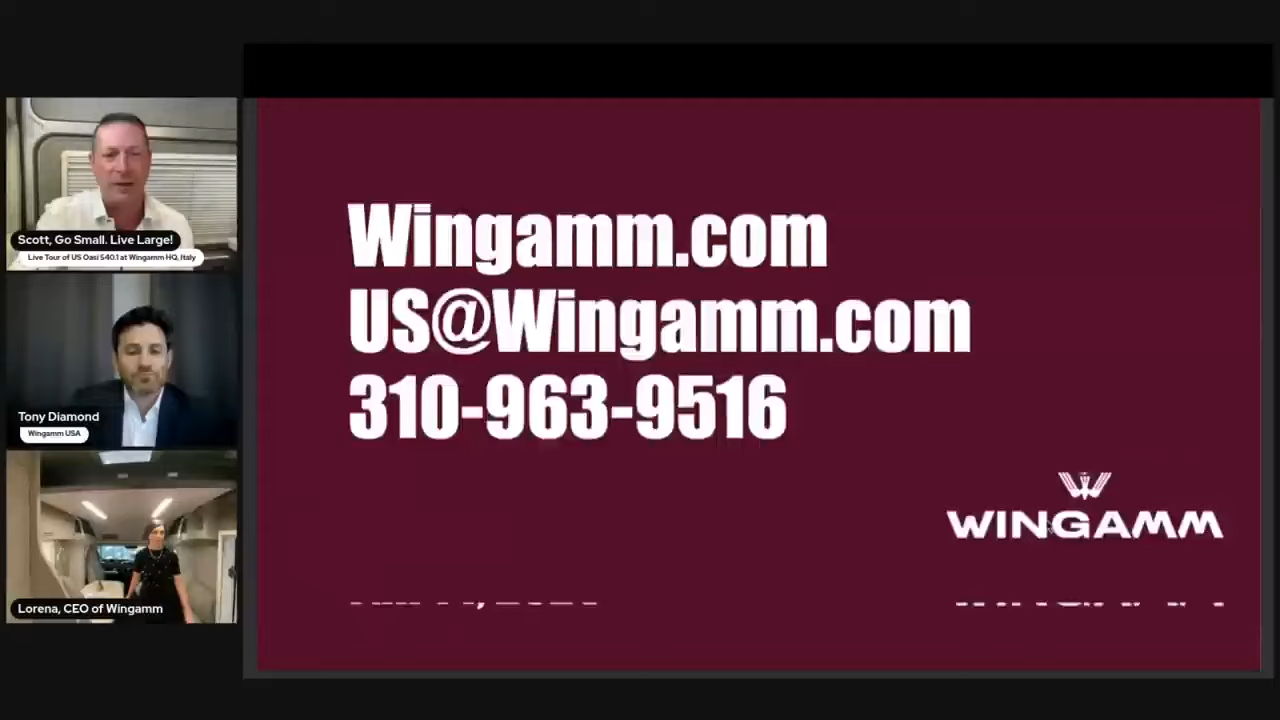 Scott, Go Small. Live Large!
Live Tour of US Oasi 540.1 at Wingamm HQ, Italy
Tony Diamond
Wingamm USA
Lorena, CEO of Wingamm
Wingamm.com
US@Wingamm.com
310-963-9516
WINGAMM